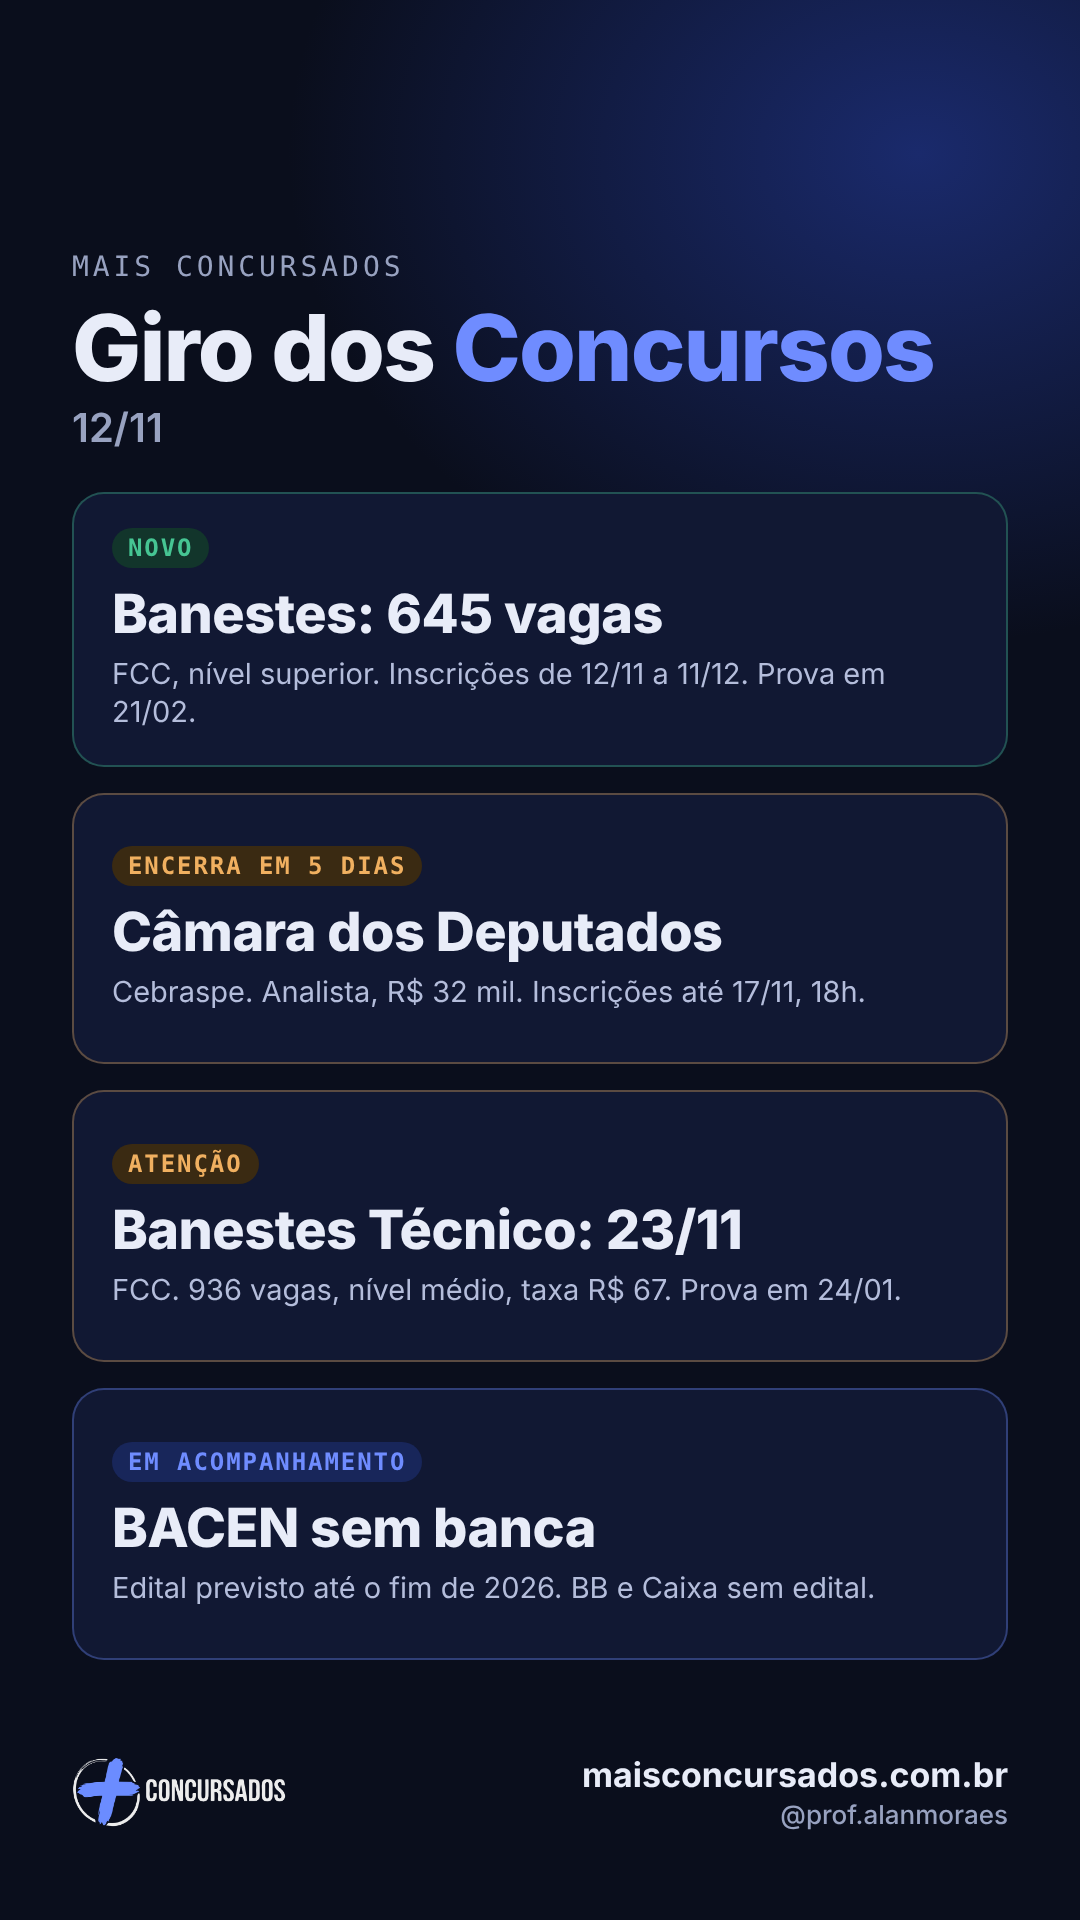 MAIS CONCURSADOS
Giro dos Concursos
12/11
NOVO
Banestes: 645 vagas
FCC, nível superior. Inscrições de 12/11 a 11/12. Prova em
21/02.
ENCERRA EM 5 DIAS
Câmara dos Deputados
Cebraspe. Analista, R$ 32 mil. Inscrições até 17/11, 18h.
ATENÇÃO
Banestes Técnico: 23/11
FCC. 936 vagas, nível médio, taxa R$ 67. Prova em 24/01.
EM ACOMPANHAMENTO
BACEN sem banca
Edital previsto até o fim de 2026. BB e Caixa sem edital.
CONCURSADOS
maisconcursados.com.br
@prof.alanmoraes